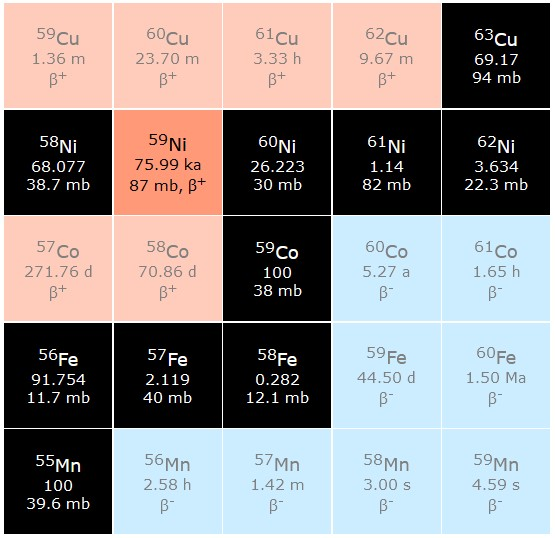 ⁵⁹Cu ⁶⁰Cu ⁶¹Cu ⁶²Cu ⁶³Cu
1.36 m 23.70 m 3.33 h 9.67 m 69.17
β⁺ β⁺ β⁺ β⁺ 94 mb
⁵⁸Ni ⁵⁹Ni ⁶⁰Ni ⁶¹Ni ⁶²Ni
68.077 75.99 ka 26.223 1.14 3.634
38.7 mb 87 mb, β⁺ 30 mb 82 mb 22.3 mb
⁵⁷Co ⁵⁸Co ⁵⁹Co ⁶⁰Co ⁶¹Co
271.76 d 70.86 d 100 5.27 a 1.65 h
β⁺ β⁺ 38 mb β⁻ β⁻
⁵⁶Fe ⁵⁷Fe ⁵⁸Fe ⁵⁹Fe ⁶⁰Fe
91.754 2.119 0.282 44.50 d 1.50 Ma
11.7 mb 40 mb 12.1 mb β⁻ β⁻
⁵⁵Mn ⁵⁶Mn ⁵⁷Mn ⁵⁸Mn ⁵⁹Mn
100 2.58 h 1.42 m 3.00 s 4.59 s
39.6 mb β⁻ β⁻ β⁻ β⁻